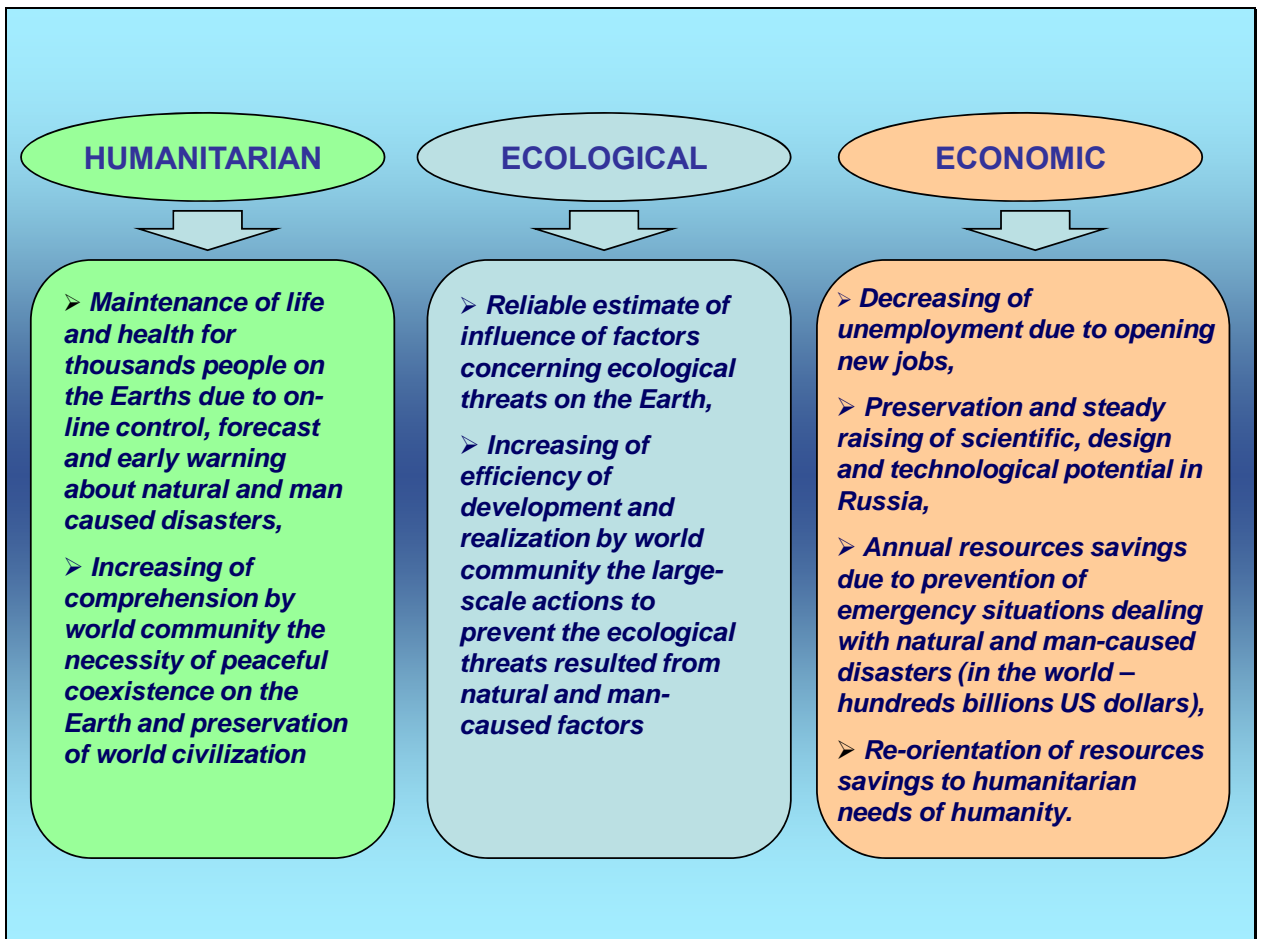 HUMANITARIAN
➢ Maintenance of life
and health for
thousands people on
the Earths due to on-
line control, forecast
and early warning
about natural and man
caused disasters,
➢ Increasing of
comprehension by
world community the
necessity of peaceful
coexistence on the
Earth and preservation
of world civilization
ECOLOGICAL
➢ Reliable estimate of
influence of factors
concerning ecological
threats on the Earth,
➢ Increasing of
efficiency of
development and
realization by world
community the large-
scale actions to
prevent the ecological
threats resulted from
natural and man-
caused factors
ECONOMIC
➢ Decreasing of
unemployment due to opening
new jobs,
➢ Preservation and steady
raising of scientific, design
and technological potential in
Russia,
➢ Annual resources savings
due to prevention of
emergency situations dealing
with natural and man-caused
disasters (in the world –
hundreds billions US dollars),
➢ Re-orientation of resources
savings to humanitarian
needs of humanity.